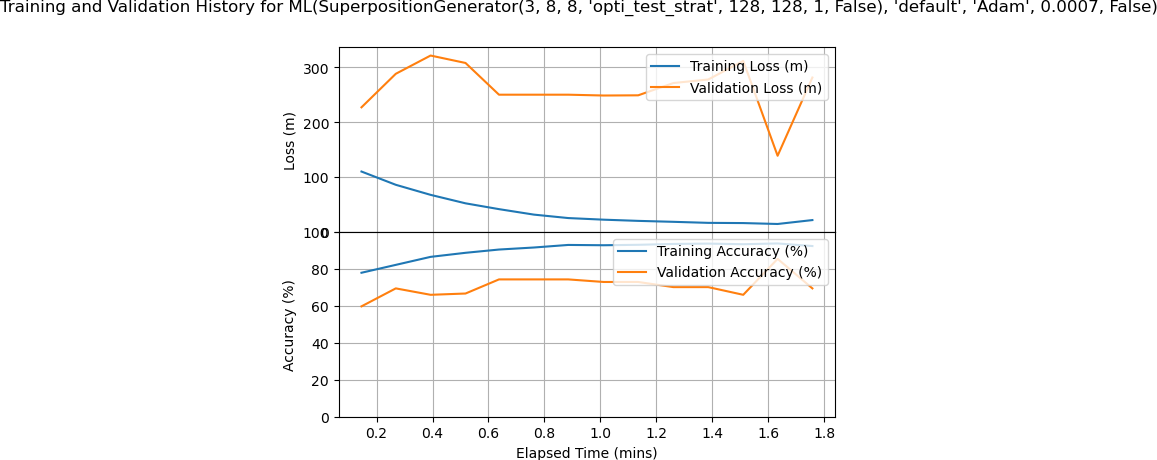 Training and Validation History for ML(SuperpositionGenerator(3, 8, 8, 'opti_test_strat', 128, 128, 1, False), 'default', 'Adam', 0.0007, False)
300
200
100
0
Loss (m)
Training Loss (m)
Validation Loss (m)
100
80
60
40
20
0
Accuracy (%)
Training Accuracy (%)
Validation Accuracy (%)
0.2 0.4 0.6 0.8 1.0 1.2 1.4 1.6 1.8
Elapsed Time (mins)